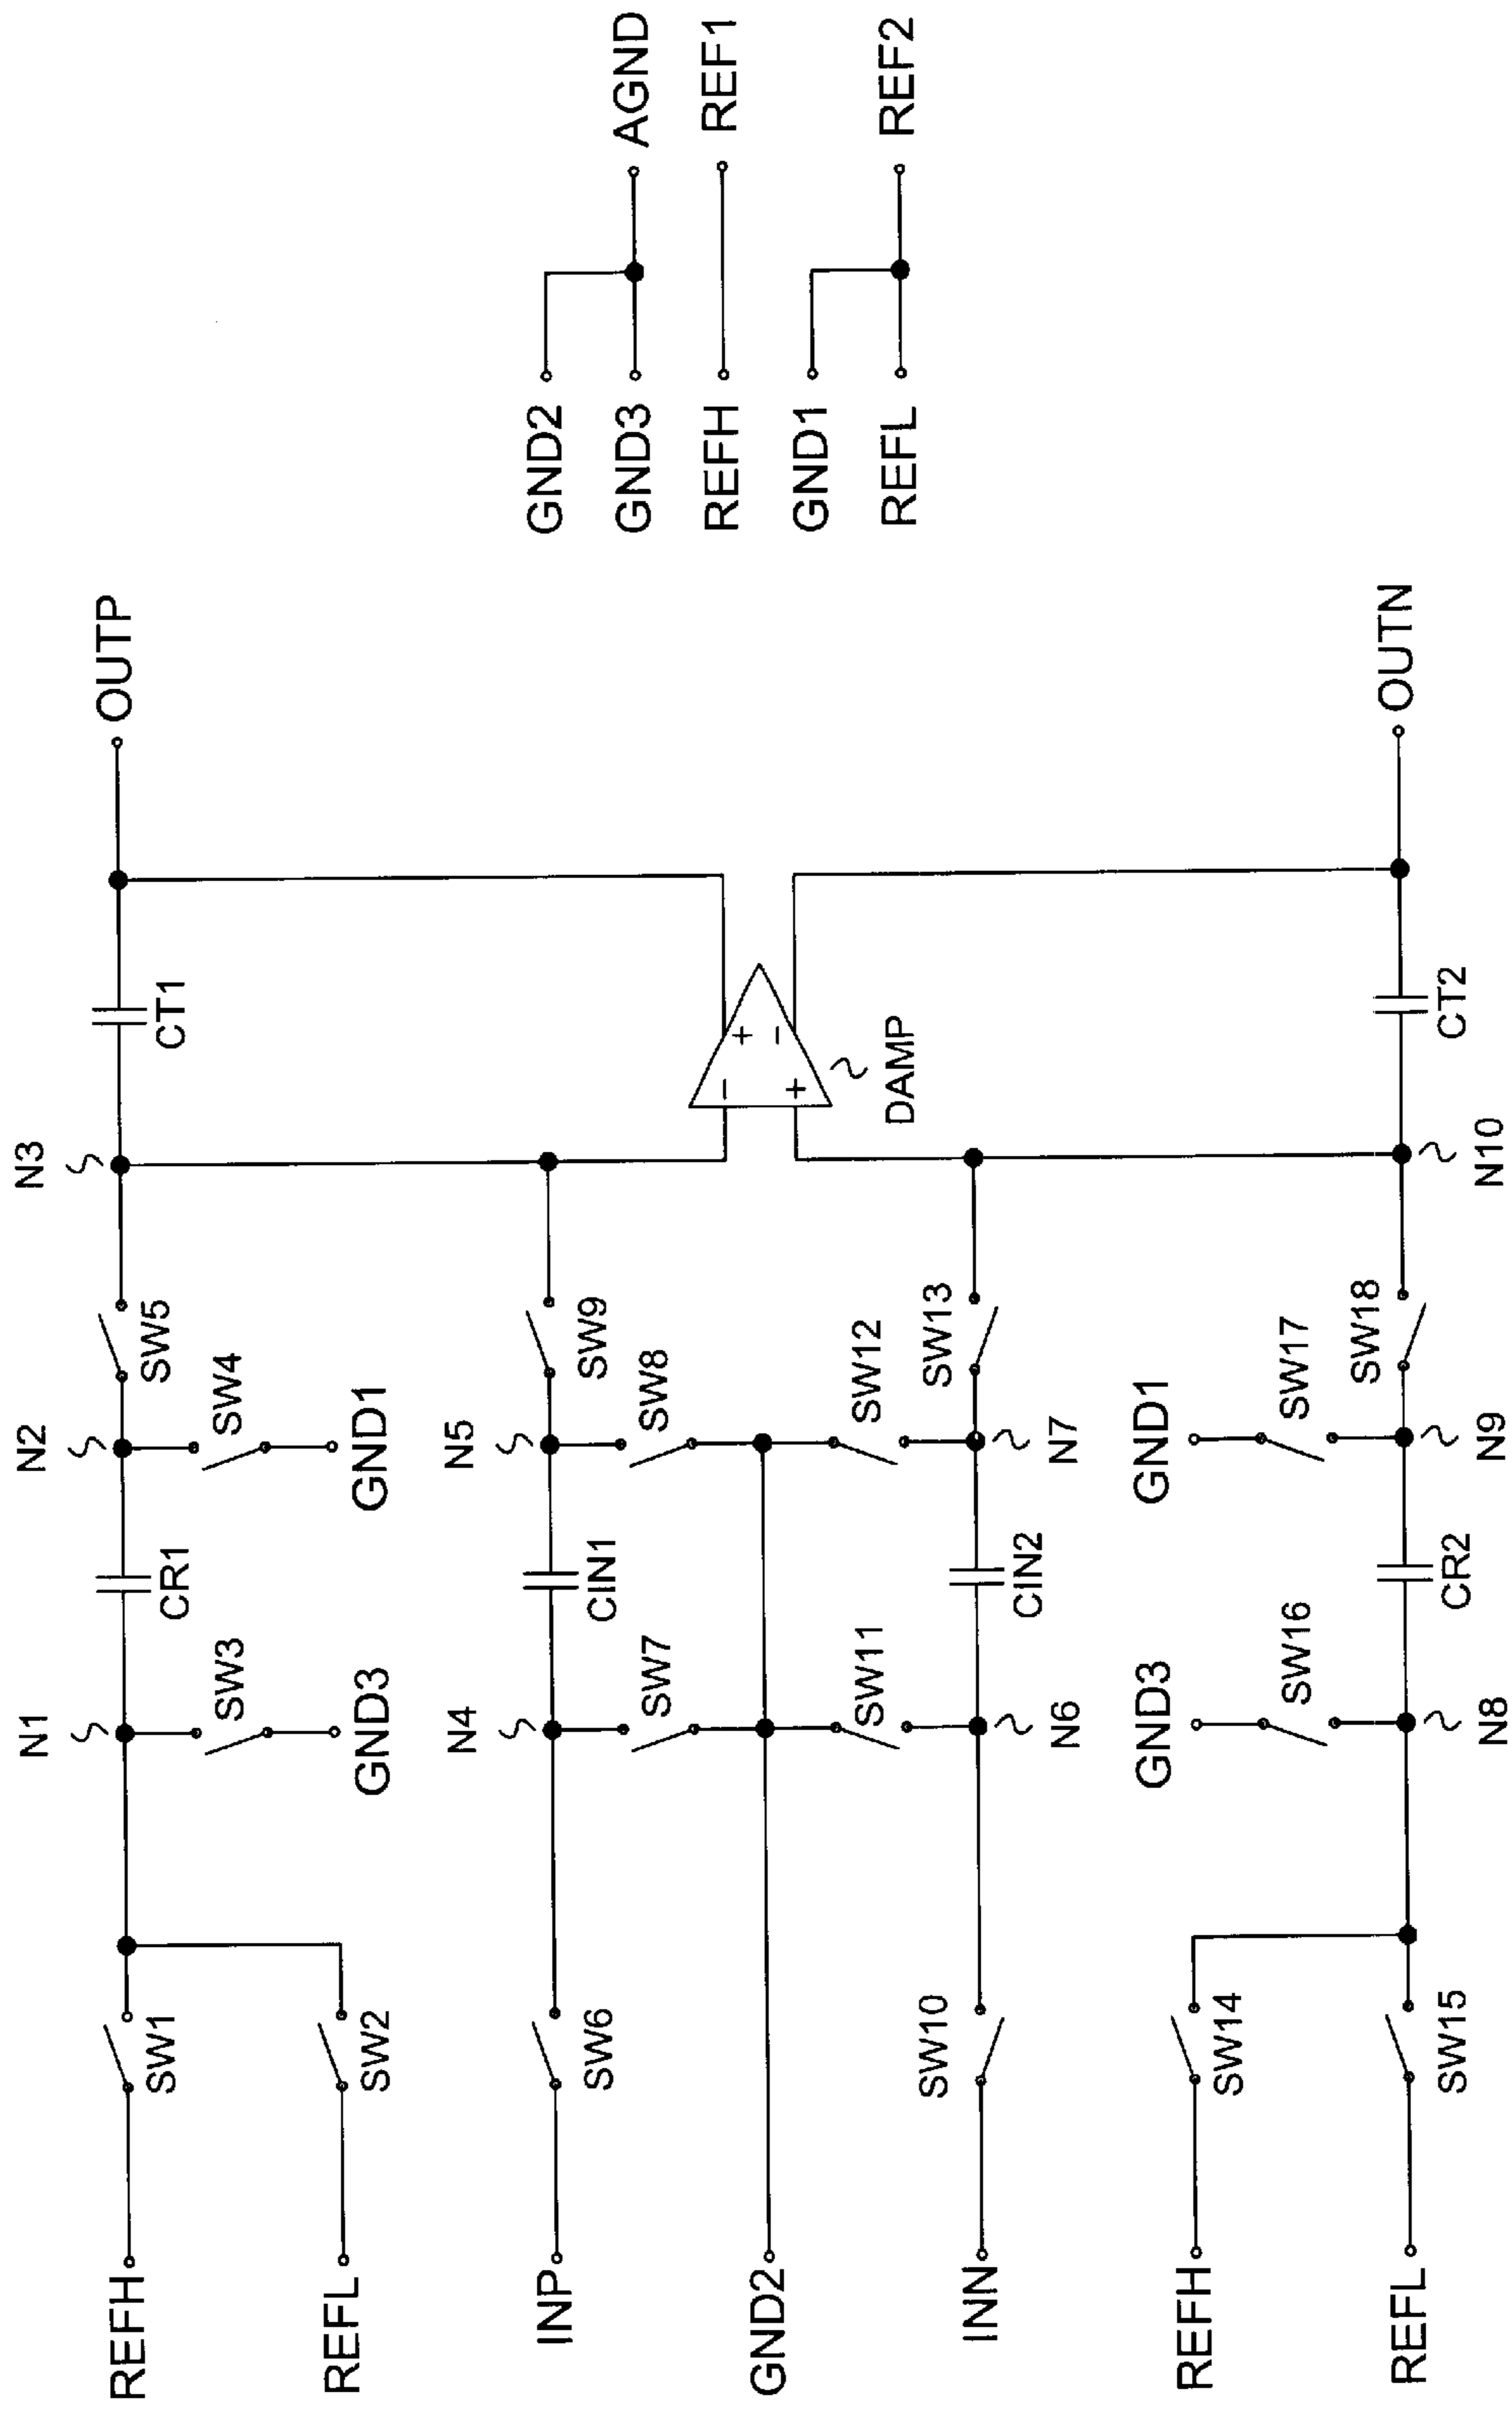 N1
N2
N3
REFH
SW1
SW3
CR1
SW4
SW5
CT1
OUTP
REFL
SW2
GND3
GND1
N4
N5
INP
SW6
SW7
CIN1
SW8
SW9
GND2
DAMP
-
+
+
-
INN
SW10
SW11
CIN2
SW12
SW13
N6
N7
GND3
GND1
REFH
SW14
SW16
SW17
SW18
REFL
SW15
CR2
CT2
OUTN
N8
N9
N10
GND2
AGND
GND3
REFH
REF1
GND1
REFL
REF2